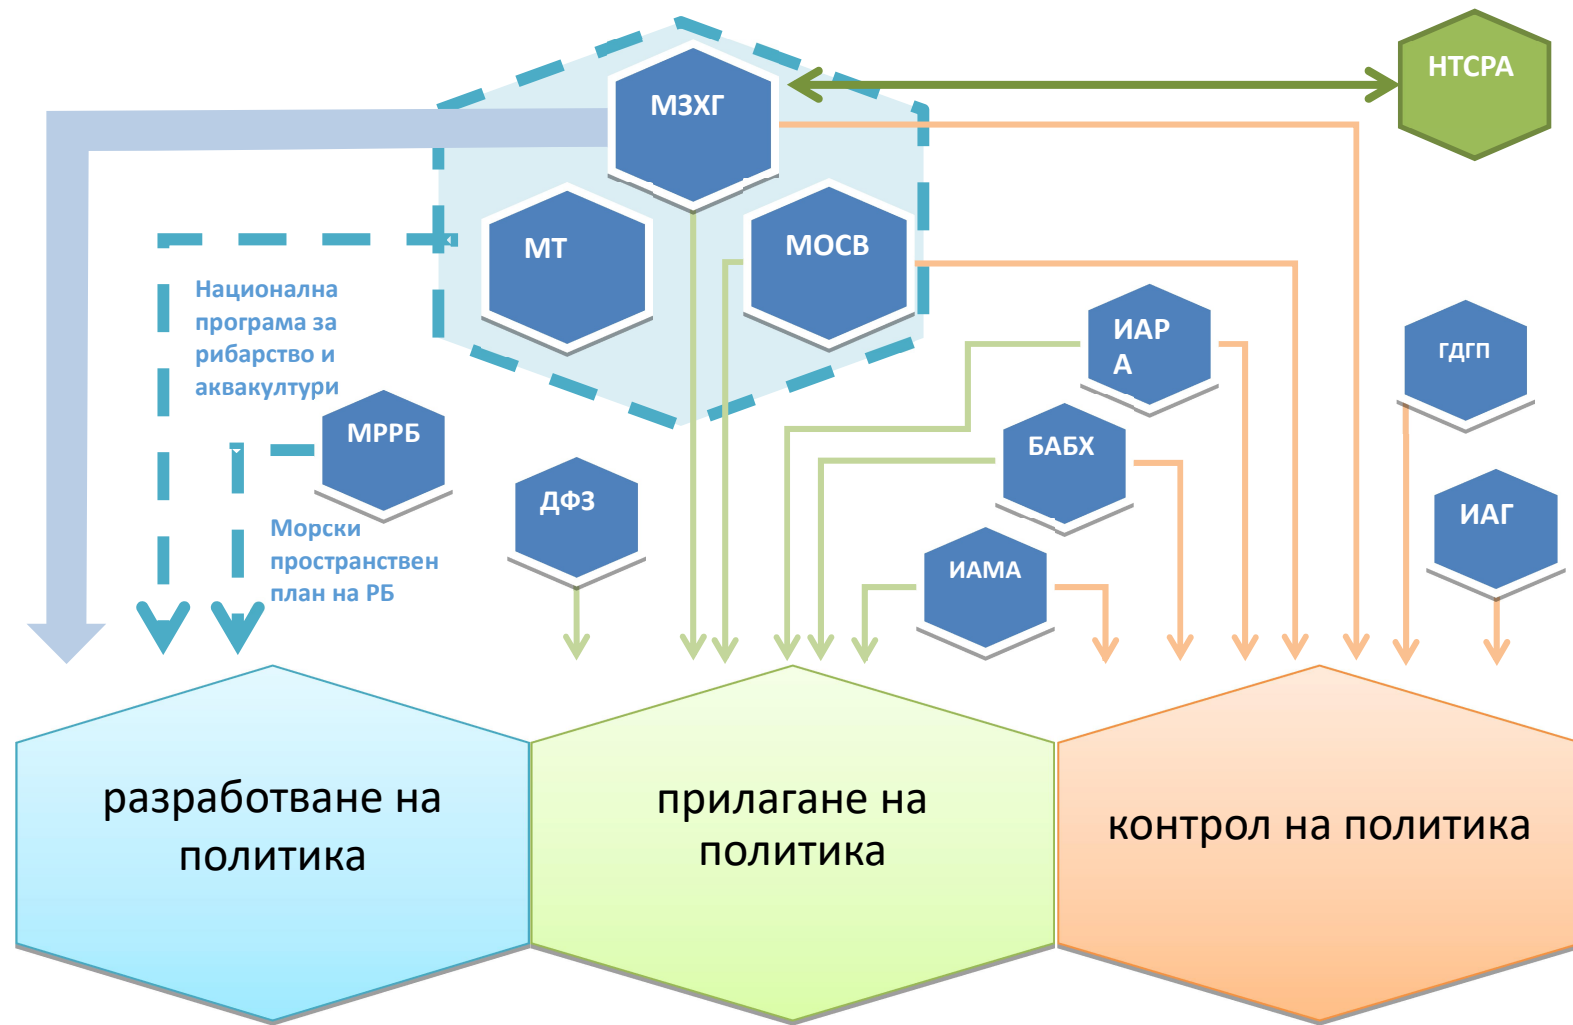 НТСРА
МЗХГ
МТ
МОСВ
Национална
програма за
рибарство и
аквакултури
ИАР
А
ГДГП
МРРБ
БАБХ
ДФЗ
ИАГ
Морски
пространствен
план на РБ
ИАМА
разработване на
политика
прилагане на
политика
контрол на политика